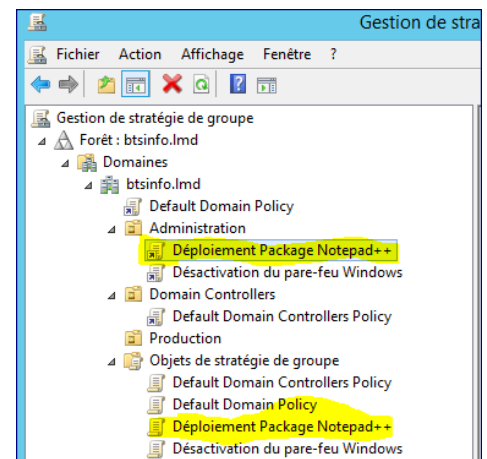 Gestion de stra
Fichier Action Affichage Fenêtre ?
Gestion de stratégie de groupe
Forêt : btsinfo.lmd
Domaines
btsinfo.lmd
Default Domain Policy
Administration
Déploiement Package Notepad++
Désactivation du pare-feu Windows
Domain Controllers
Default Domain Controllers Policy
Production
Objets de stratégie de groupe
Default Domain Controllers Policy
Default Domain Policy
Déploiement Package Notepad++
Désactivation du pare-feu Windows